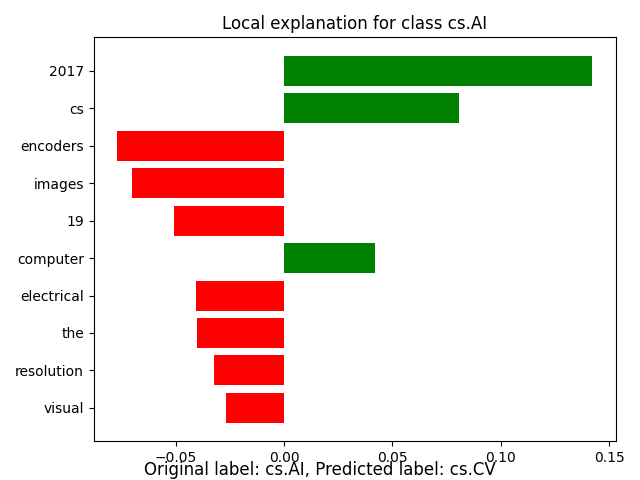 Local explanation for class cs.AI
2017
cs
encoders
images
19
computer
electrical
the
resolution
visual
−0.05 0.00 0.05 0.10 0.15
Original label: cs.AI, Predicted label: cs.CV